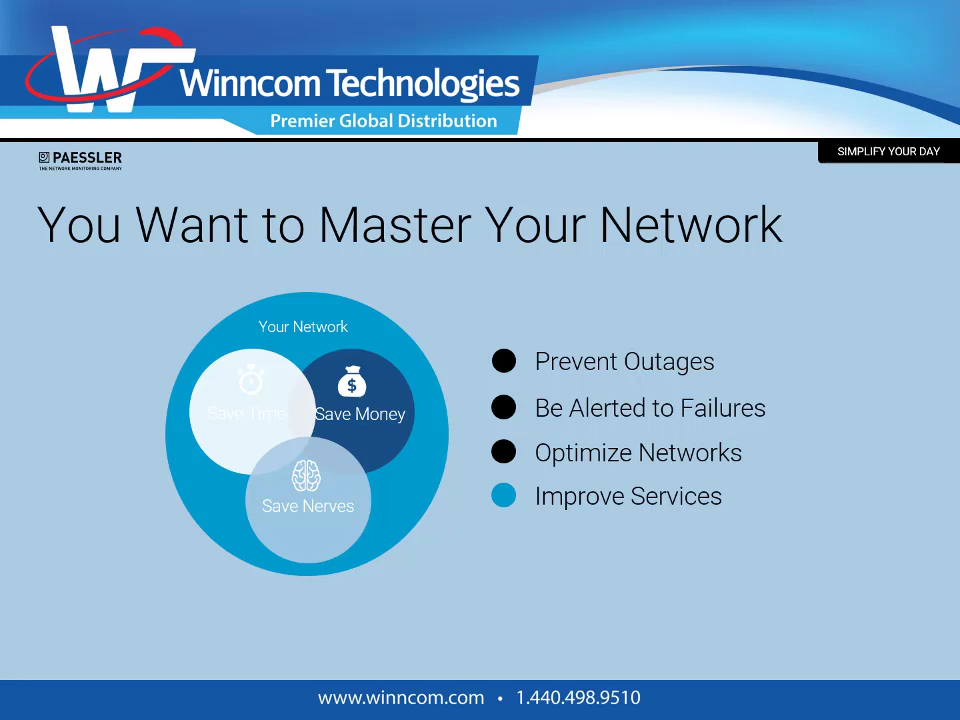 Winncom Technologies
Premier Global Distribution
PAESSLER
THE NETWORK MONITORING COMPANY
SIMPLIFY YOUR DAY
You Want to Master Your Network
Your Network
Save Time
Save Money
Save Nerves
Prevent Outages
Be Alerted to Failures
Optimize Networks
Improve Services
www.winncom.com • 1.440.498.9510